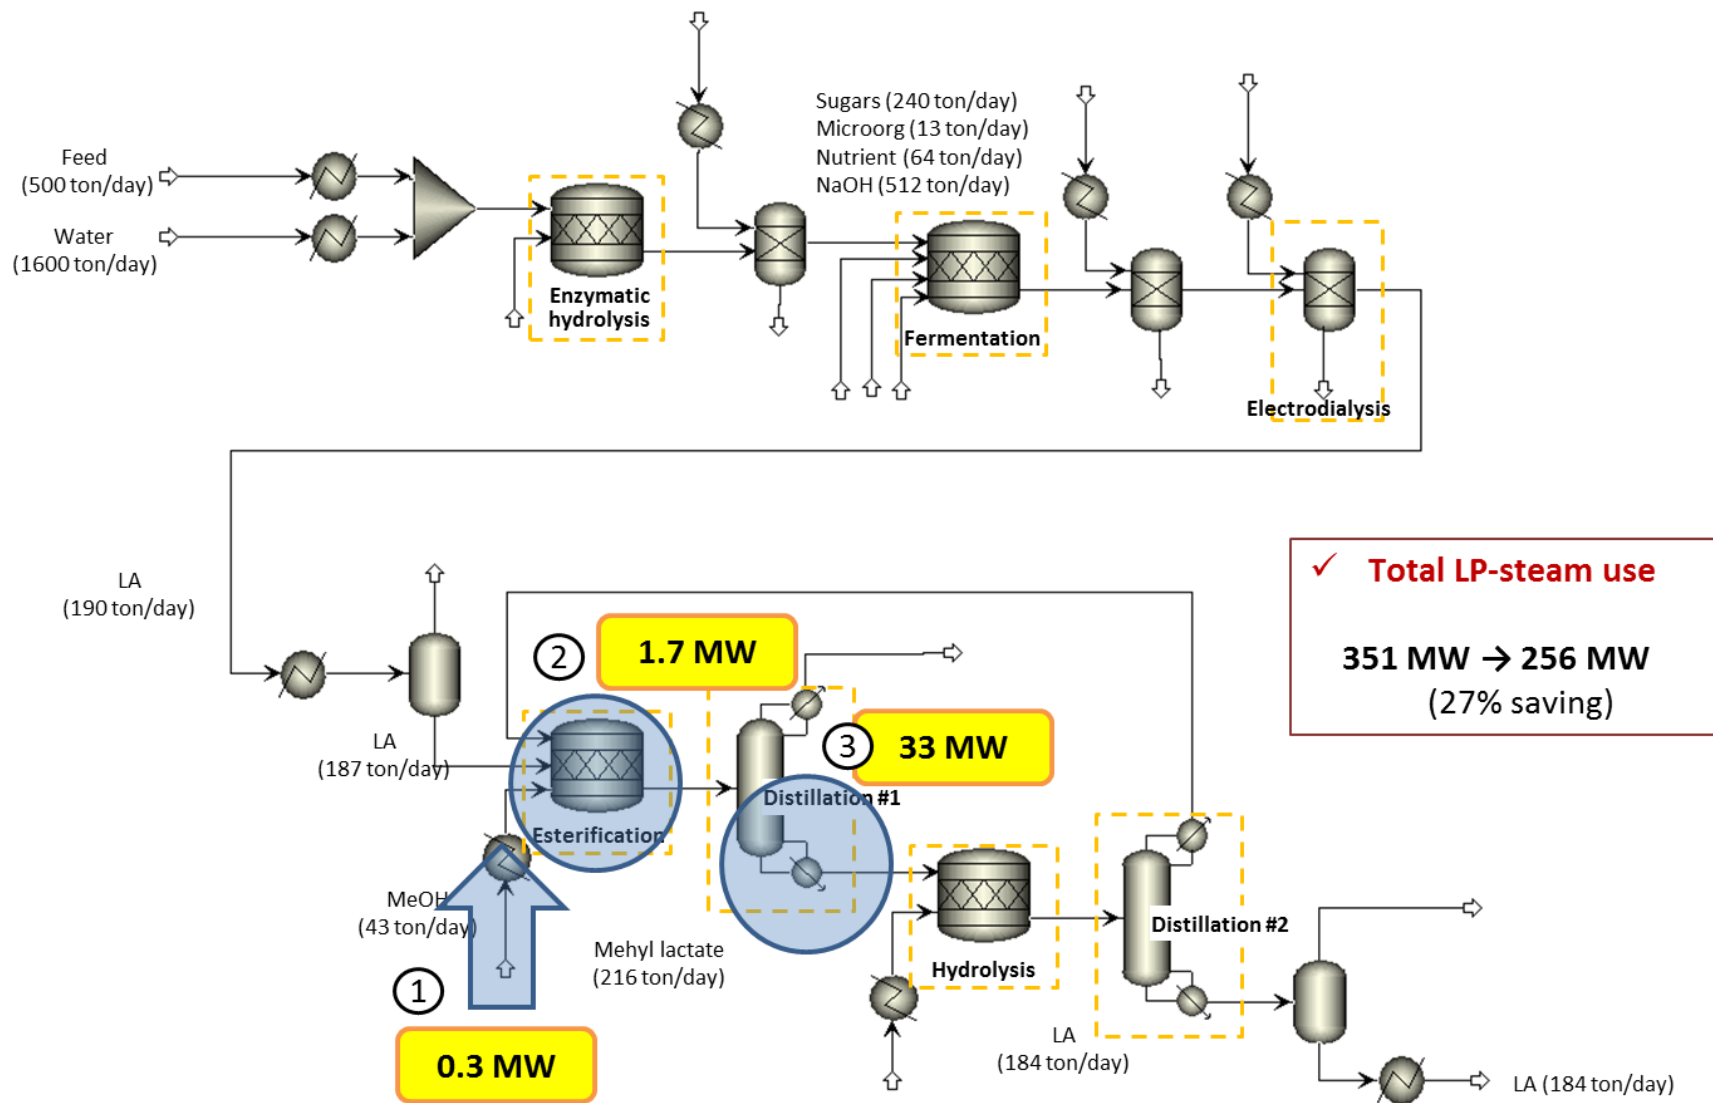 Sugars (240 ton/day)
Microorg (13 ton/day)
Nutrient (64 ton/day)
NaOH (512 ton/day)
Feed
(500 ton/day)
Water
(1600 ton/day)
Enzymatic
hydrolysis
Fermentation
Electrodialysis
LA
(190 ton/day)
✓ Total LP-steam use
351 MW → 256 MW
(27% saving)
2
1.7 MW
3
33 MW
LA
(187 ton/day)
Distillation #1
Esterification
MeOH
(43 ton/day)
Mehyl lactate
(216 ton/day)
Distillation #2
Hydrolysis
1
0.3 MW
LA
(184 ton/day)
LA (184 ton/day)